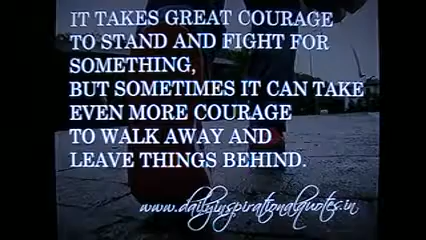 IT TAKES GREAT COURAGE
TO STAND AND FIGHT FOR
SOMETHING,
BUT SOMETIMES IT CAN TAKE
EVEN MORE COURAGE
TO WALK AWAY AND
LEAVE THINGS BEHIND.
www.dailyinspirationalquotes.in